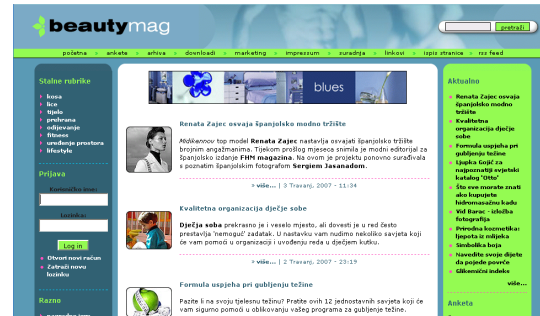 beautymag
pretraži
početna
ankete
arhiva
downloadi
marketing
impressum
suradnja
linkovi
ispis stranica
rss feed
Stalne rubrike
kosa
lice
tijelo
prehrana
odijevanje
fitness
uređenje prostora
lifestyle
Prijava
Korisničko ime:
Lozinka:
Log in
Otvori novi račun
Zatraži novu
lozinku
Razno
blues
Renata Zajec osvaja španjolsko modno tržište
Mtdikavniouv top model Renata Zajec nastavlja osvajati španjolsko tržište
brojnim angažmanima. Tijekom prošlog mjeseca snimila je modni editorijal za
španjolsko izdanje FHM magazina. Na ovom je projektu ponovno surađivala
s poznatim španjolskim fotografom Sergiem Jasanadom.
» više... | 3 Travanj, 2007 - 11:34
Kvalitetna organizacija dječje sobe
Dječja soba prekrasno je i veselo mjesto, ali dovesti je u red često
prestavlja 'nemoguć' zadatak. U nastavku vam nudimo nekoliko savjeta koji
će vam pomoći u organizaciji i uvođenju reda u dječjem kutku.
» više... | 2 Travanj, 2007 - 23:19
Formula uspjeha pri gubljenju težine
Pazite li na svoju tjelesnu težinu? Pratite ovih 12 jednostavnih savjeta koji će
vam sigurno pomoći u oblikovanju vašeg programa za gubljenje težine.
Aktualno
Renata Zajec osvaja
španjolsko modno
tržište
Kvalitetna
organizacija dječje
sobe
Formula uspjeha pri
gubljenju težine
Ljupka Gojić za
najpoznatiji svjetski
katalog 'Otto'
Što sve morate znati
ako kupujete
hidromasažnu kadu
Vid Barac - izložba
fotografija
Prirodna kozmetika:
ljepota iz mlijeka
Simbolika boja
Navedite svoje dijete
da pojede povrće
Glikemični indeks
više...
Anketa